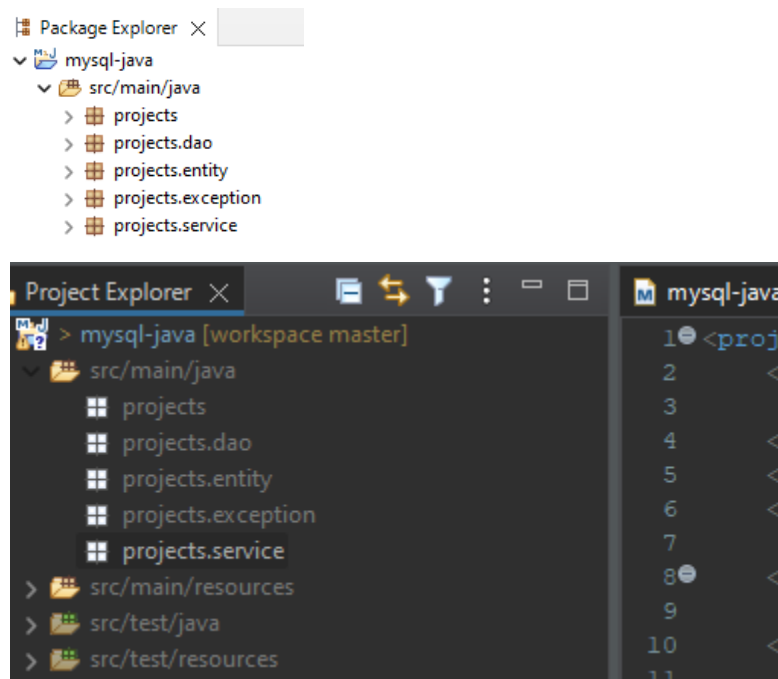 Package Explorer
mysql-java
src/main/java
projects
projects.dao
projects.entity
projects.exception
projects.service
Project Explorer
mysql-java
> mysql-java [workspace master]
1 <proj
src/main/java
2 <
projects
3
projects.dao
4 <
projects.entity
5 <
projects.exception
6 <
projects.service
7
8 <
src/main/resources
9
src/test/java
10 <
src/test/resources
11